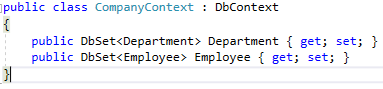 public class CompanyContext : DbContext
{
    public DbSet<Department> Department { get; set; }
    public DbSet<Employee> Employee { get; set; }
}